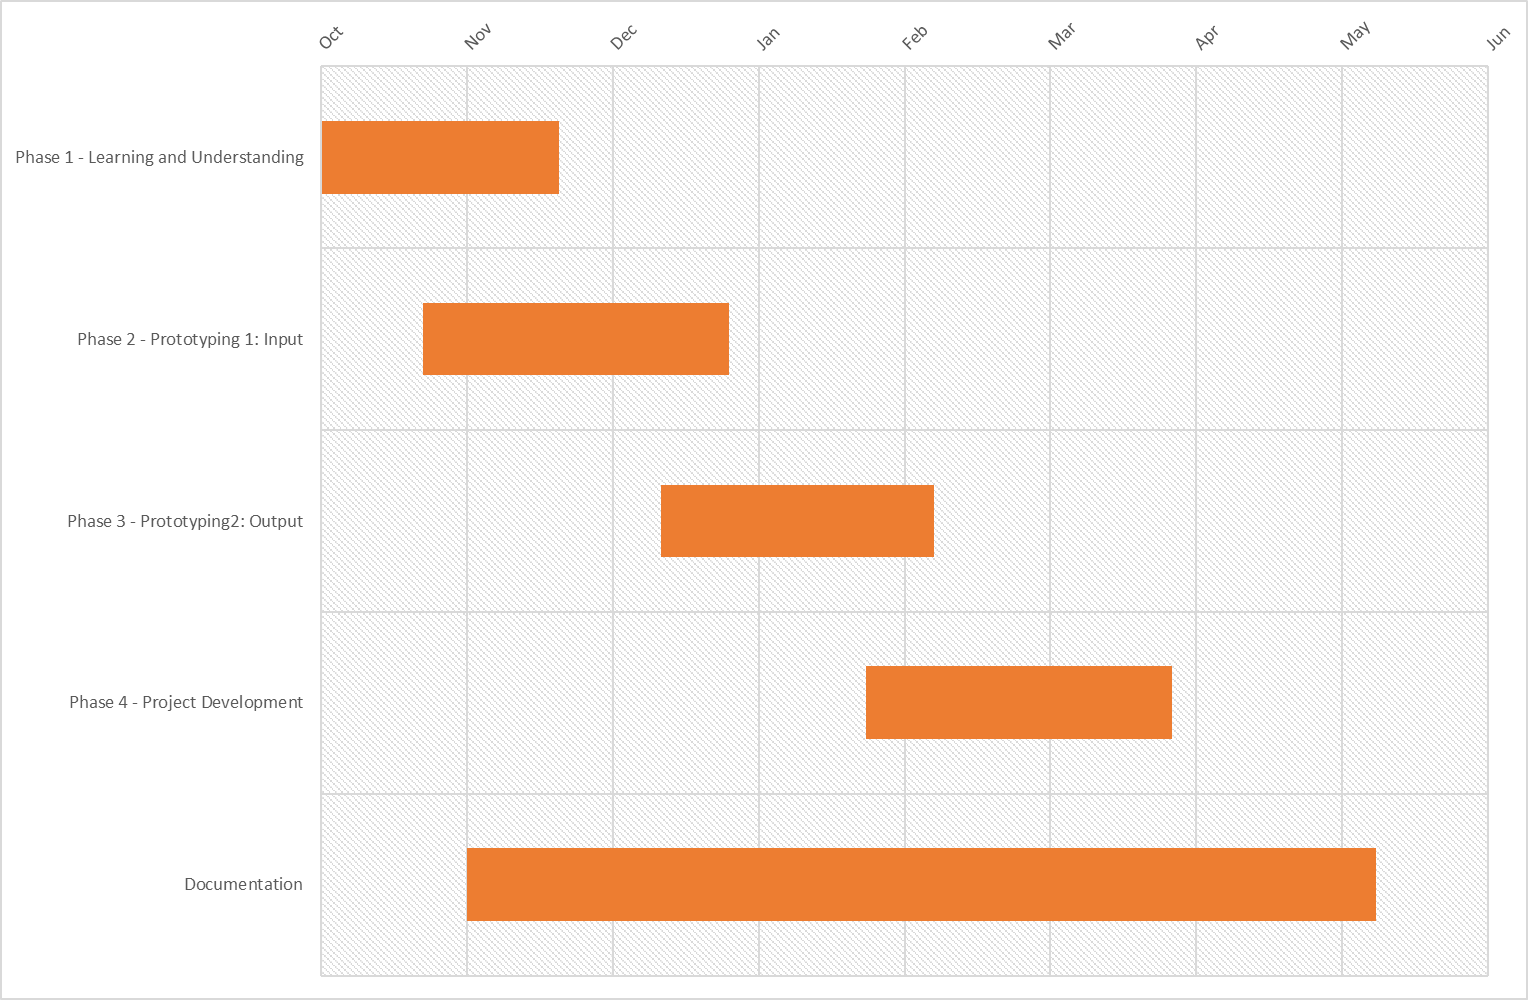 Oct
Nov
Dec
Jan
Feb
Mar
Apr
May
Jun
Phase 1 - Learning and Understanding
Phase 2 - Prototyping 1: Input
Phase 3 - Prototyping2: Output
Phase 4 - Project Development
Documentation